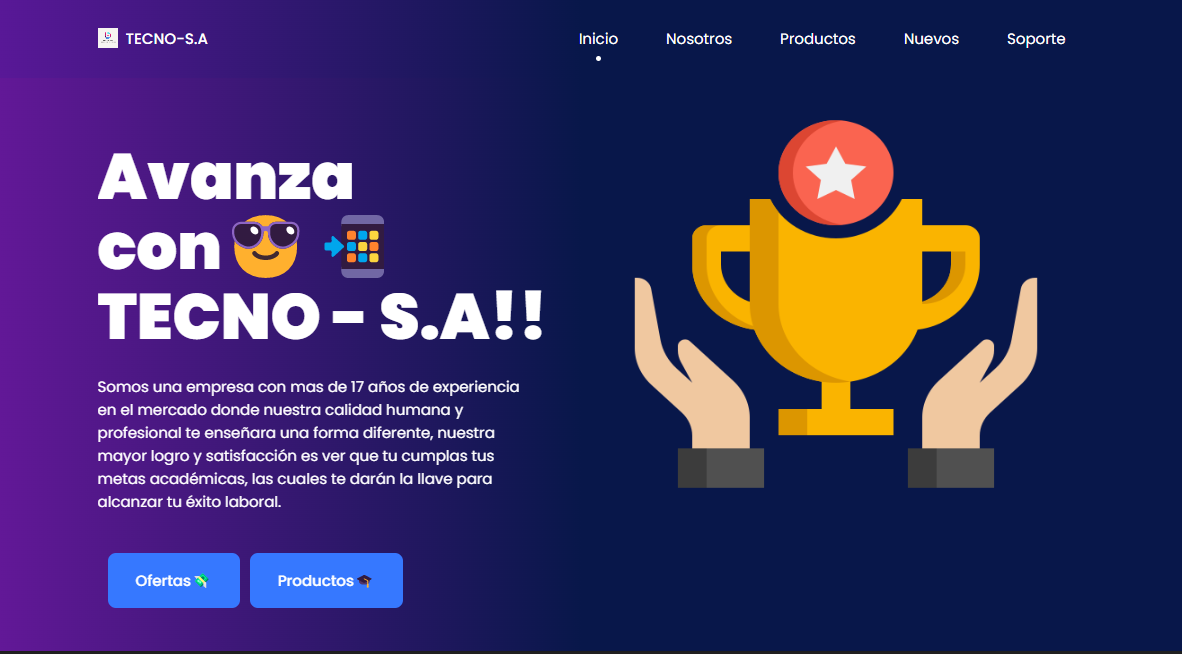 TECNO-S.A
Inicio
Nosotros
Productos
Nuevos
Soporte
Avanza
con 😎 📲
TECNO - S.A!!
Somos una empresa con mas de 17 años de experiencia
en el mercado donde nuestra calidad humana y
profesional te enseñara una forma diferente, nuestra
mayor logro y satisfacción es ver que tu cumplas tus
metas académicas, las cuales te darán la llave para
alcanzar tu éxito laboral.
Ofertas 💸
Productos 🎓